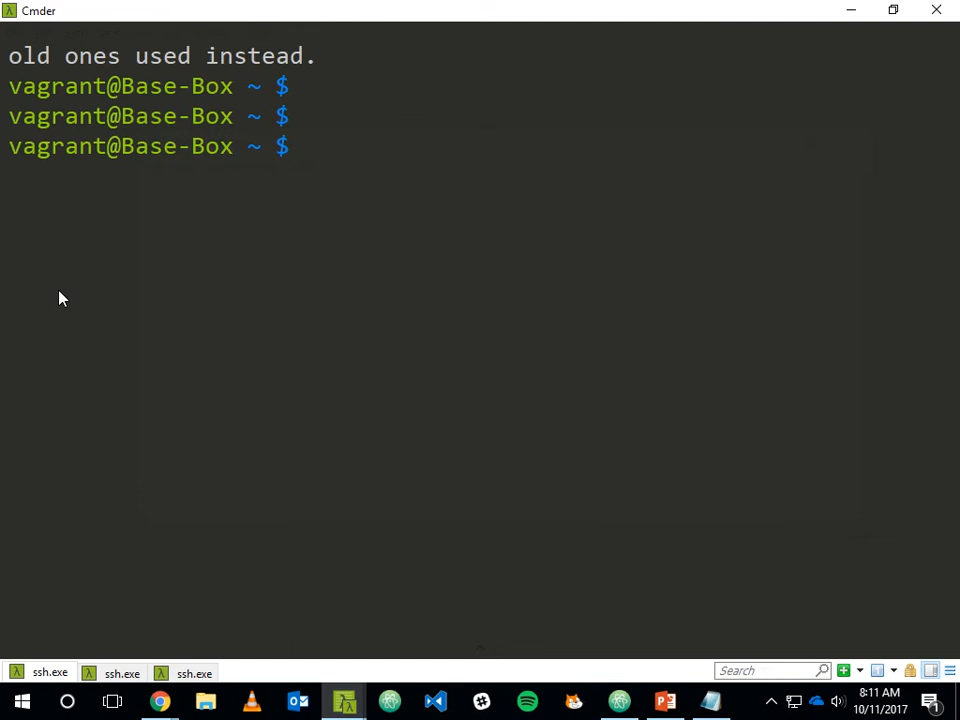 Cmder
old ones used instead.
vagrant@Base-Box ~ $
vagrant@Base-Box ~ $
vagrant@Base-Box ~ $
ssh.exe
ssh.exe
ssh.exe
Search
8:11 AM
10/11/2017
1